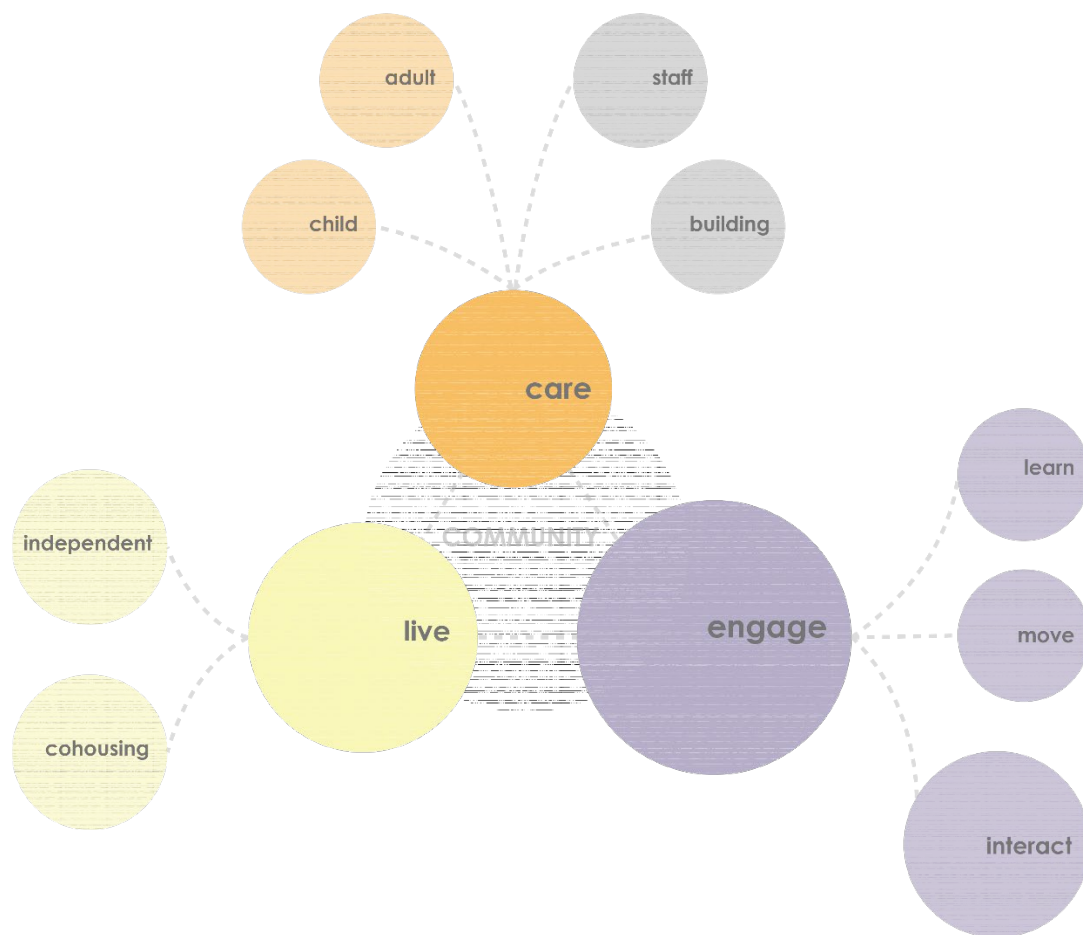 adult
staff
child
building
care
learn
COMMUNITY
independent
live
engage
move
cohousing
interact